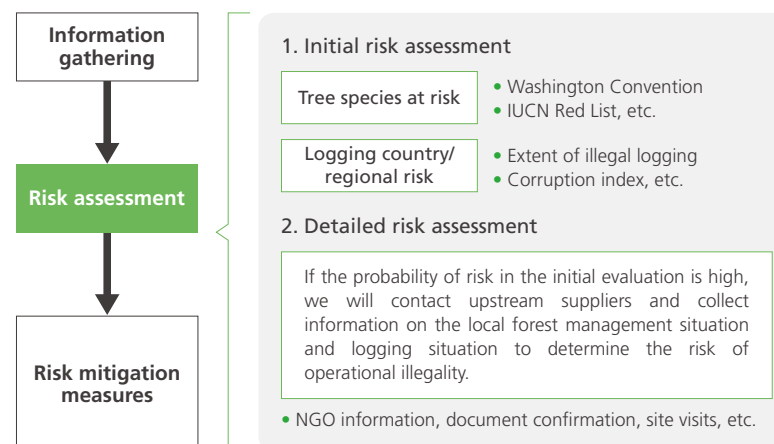 Information
gathering
Risk assessment
Risk mitigation
measures
1. Initial risk assessment
Tree species at risk
• Washington Convention
• IUCN Red List, etc.
Logging country/
regional risk
• Extent of illegal logging
• Corruption index, etc.
2. Detailed risk assessment
If the probability of risk in the initial evaluation is high,
we will contact upstream suppliers and collect
information on the local forest management situation
and logging situation to determine the risk of
operational illegality.
• NGO information, document confirmation, site visits, etc.